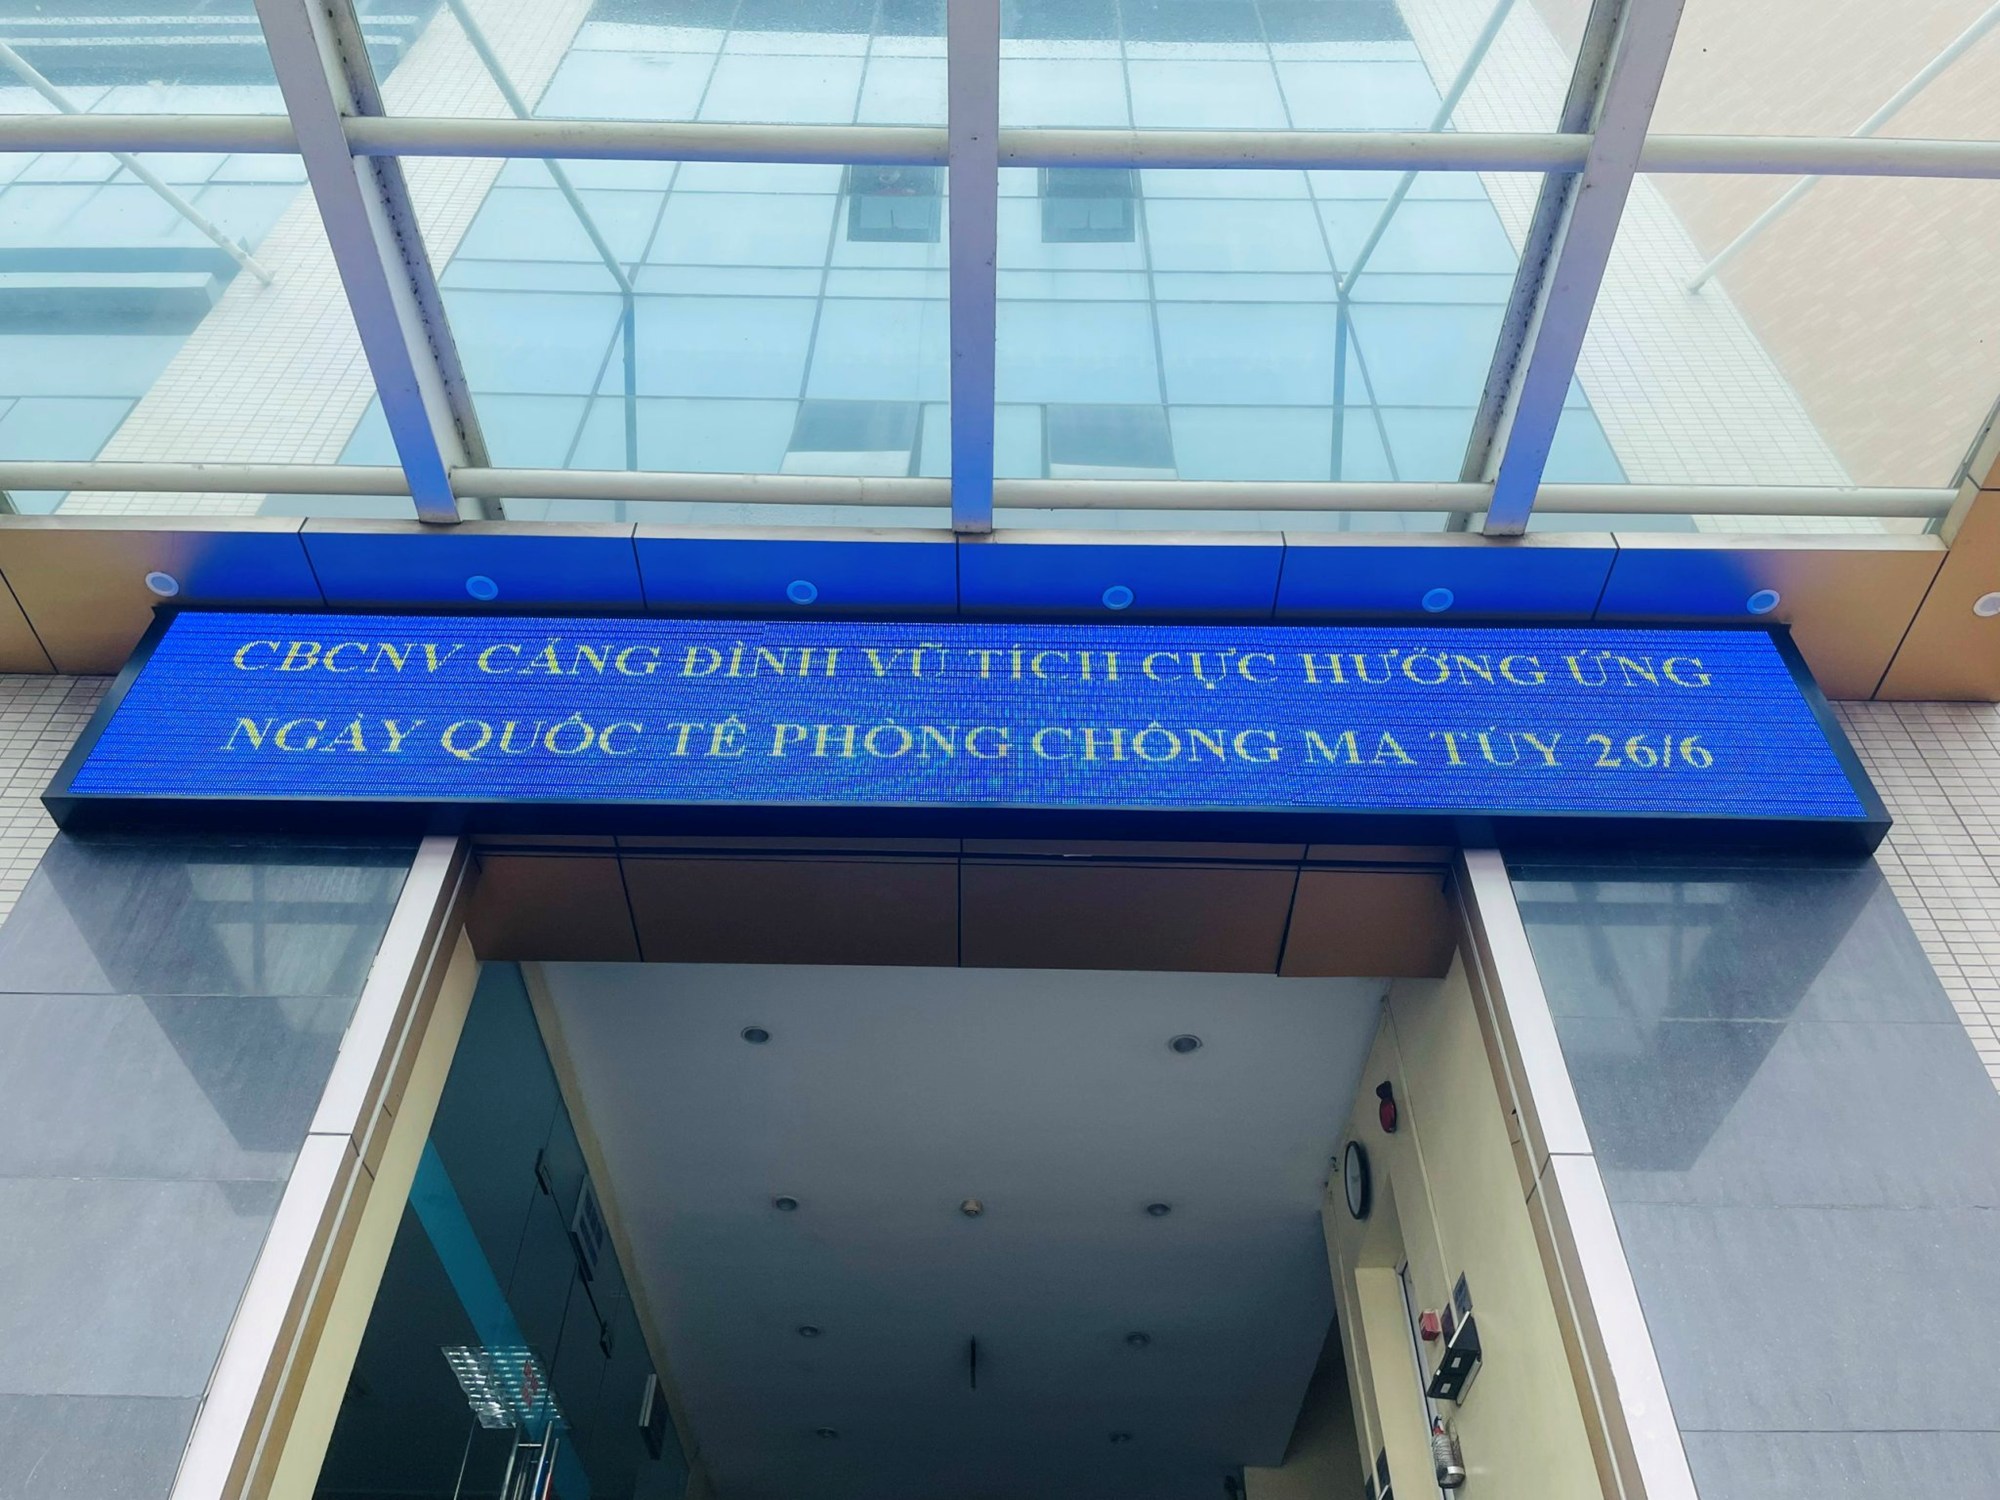 CBCNV CẢNG ĐÌNH VŨ TÍCH CỰC HƯỞNG ỨNG
NGÀY QUỐC TẾ PHÒNG CHỐNG MA TÚY 26/6